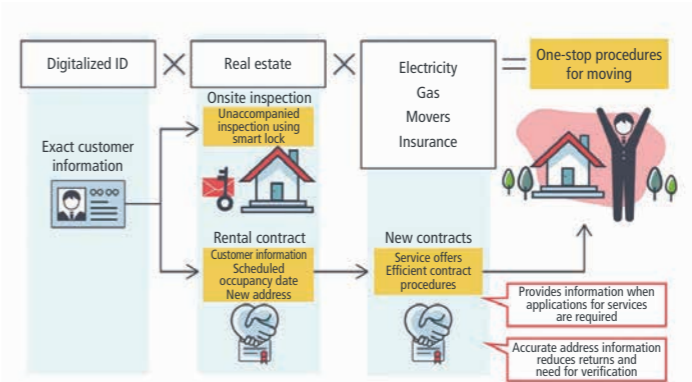 Digitalized ID
×
Real estate
×
Electricity
Gas
Movers
Insurance
=
One-stop procedures
for moving
Exact customer
information
Onsite inspection
Unaccompanied
inspection using
smart lock
Rental contract
Customer information
Scheduled
occupancy date
New address
New contracts
Service offers
Efficient contract
procedures
Provides information when
applications for services
are required
Accurate address information
reduces returns and
need for verification